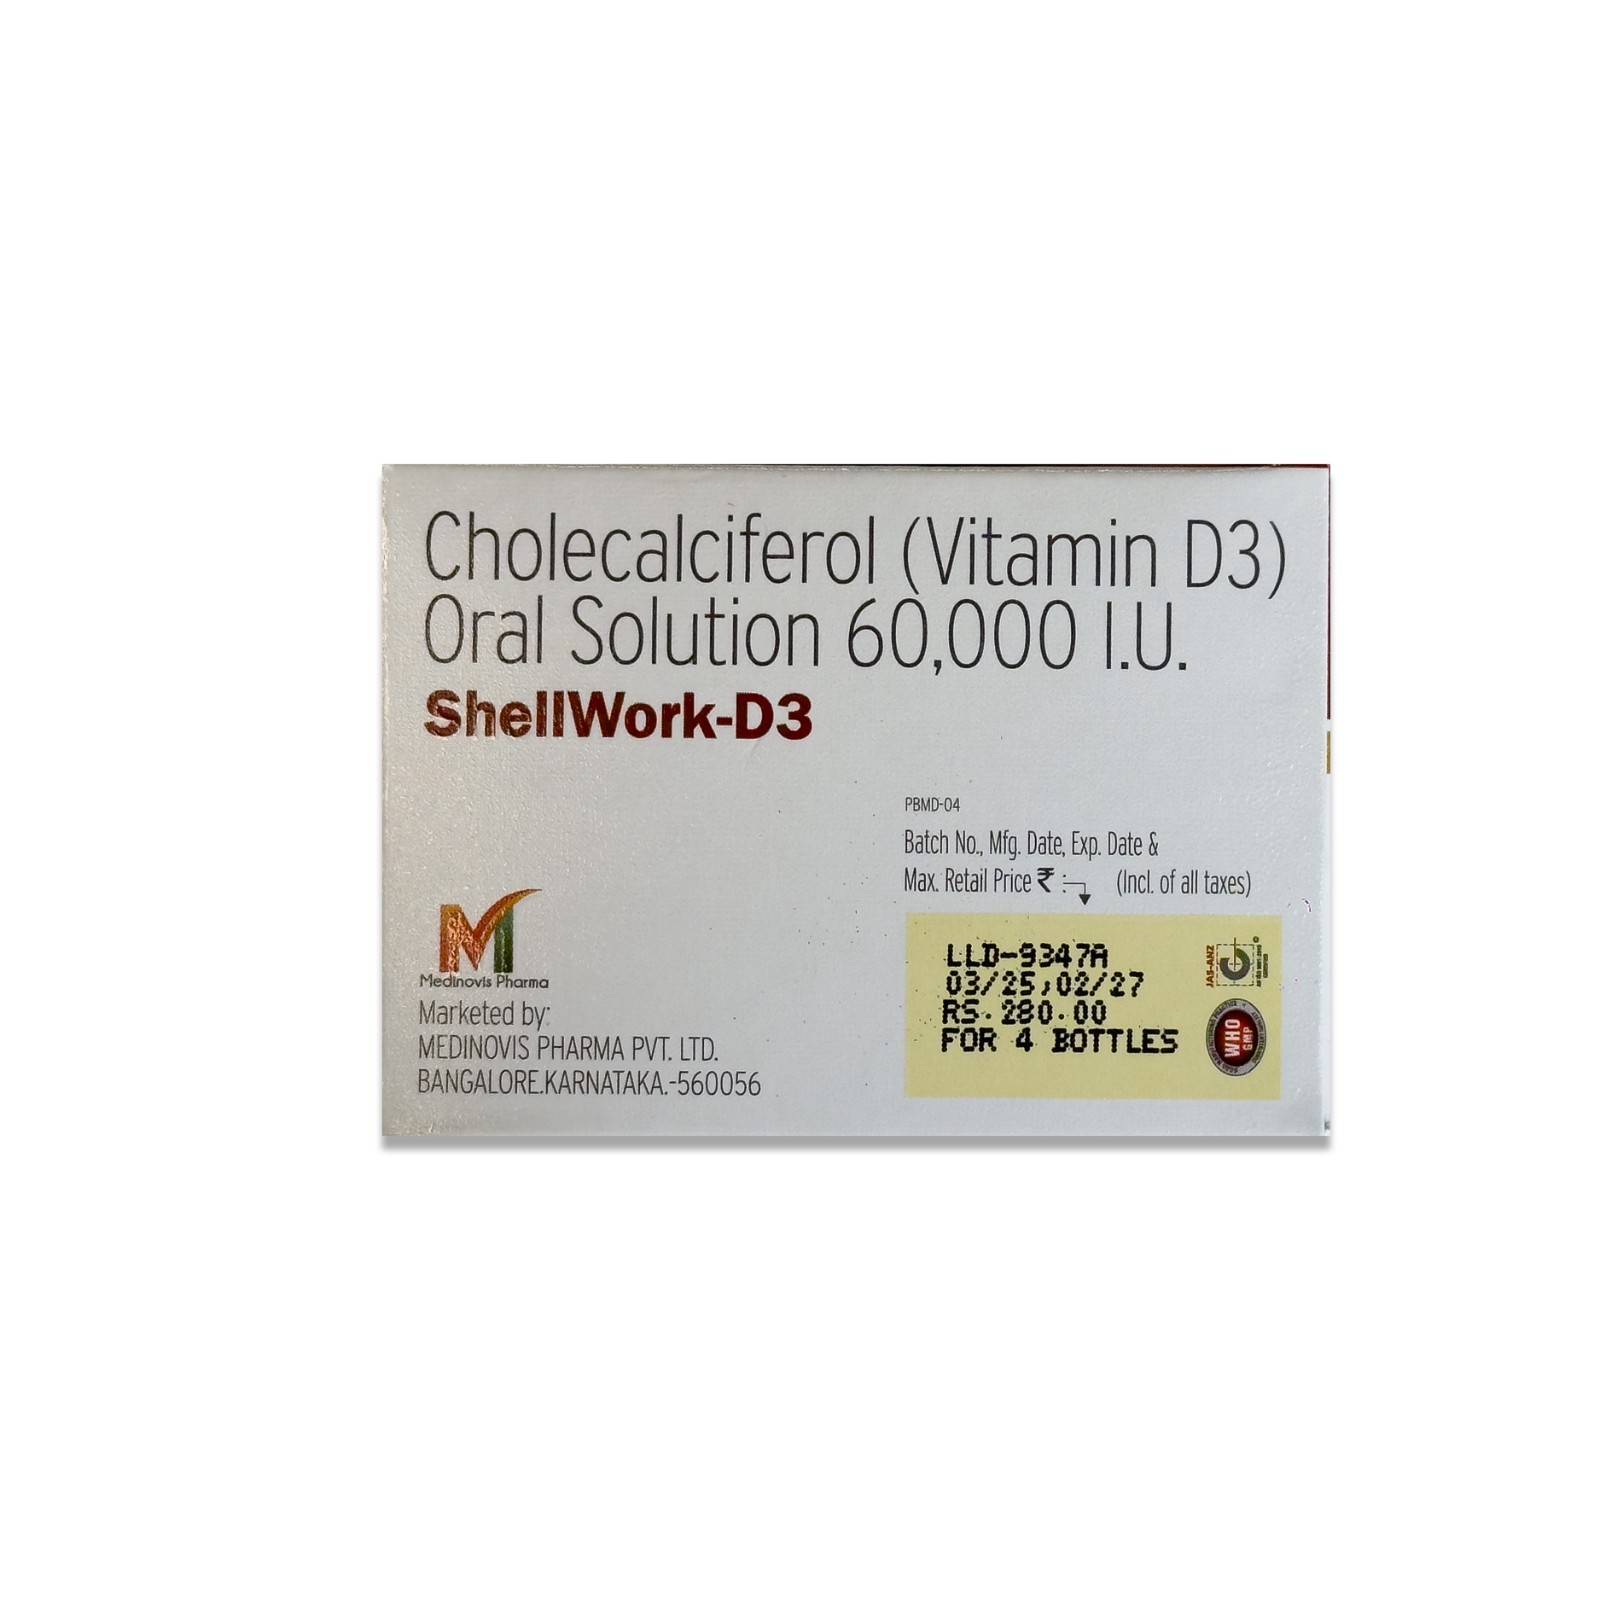 Cholecalciferol (Vitamin D3)
Oral Solution 60,000 I.U.
ShellWork-D3
PBMD-04
Batch No., Mfg. Date, Exp. Date &
Max. Retail Price ₹ : (Incl. of all taxes)
LLD-9347A
03/25,02/27
RS. 280.00
FOR 4 BOTTLES
JAS-ANZ
WHO
GMP
M
Medinovis Pharma
Marketed by:
MEDINOVIS PHARMA PVT. LTD.
BANGALORE.KARNATAKA.-560056